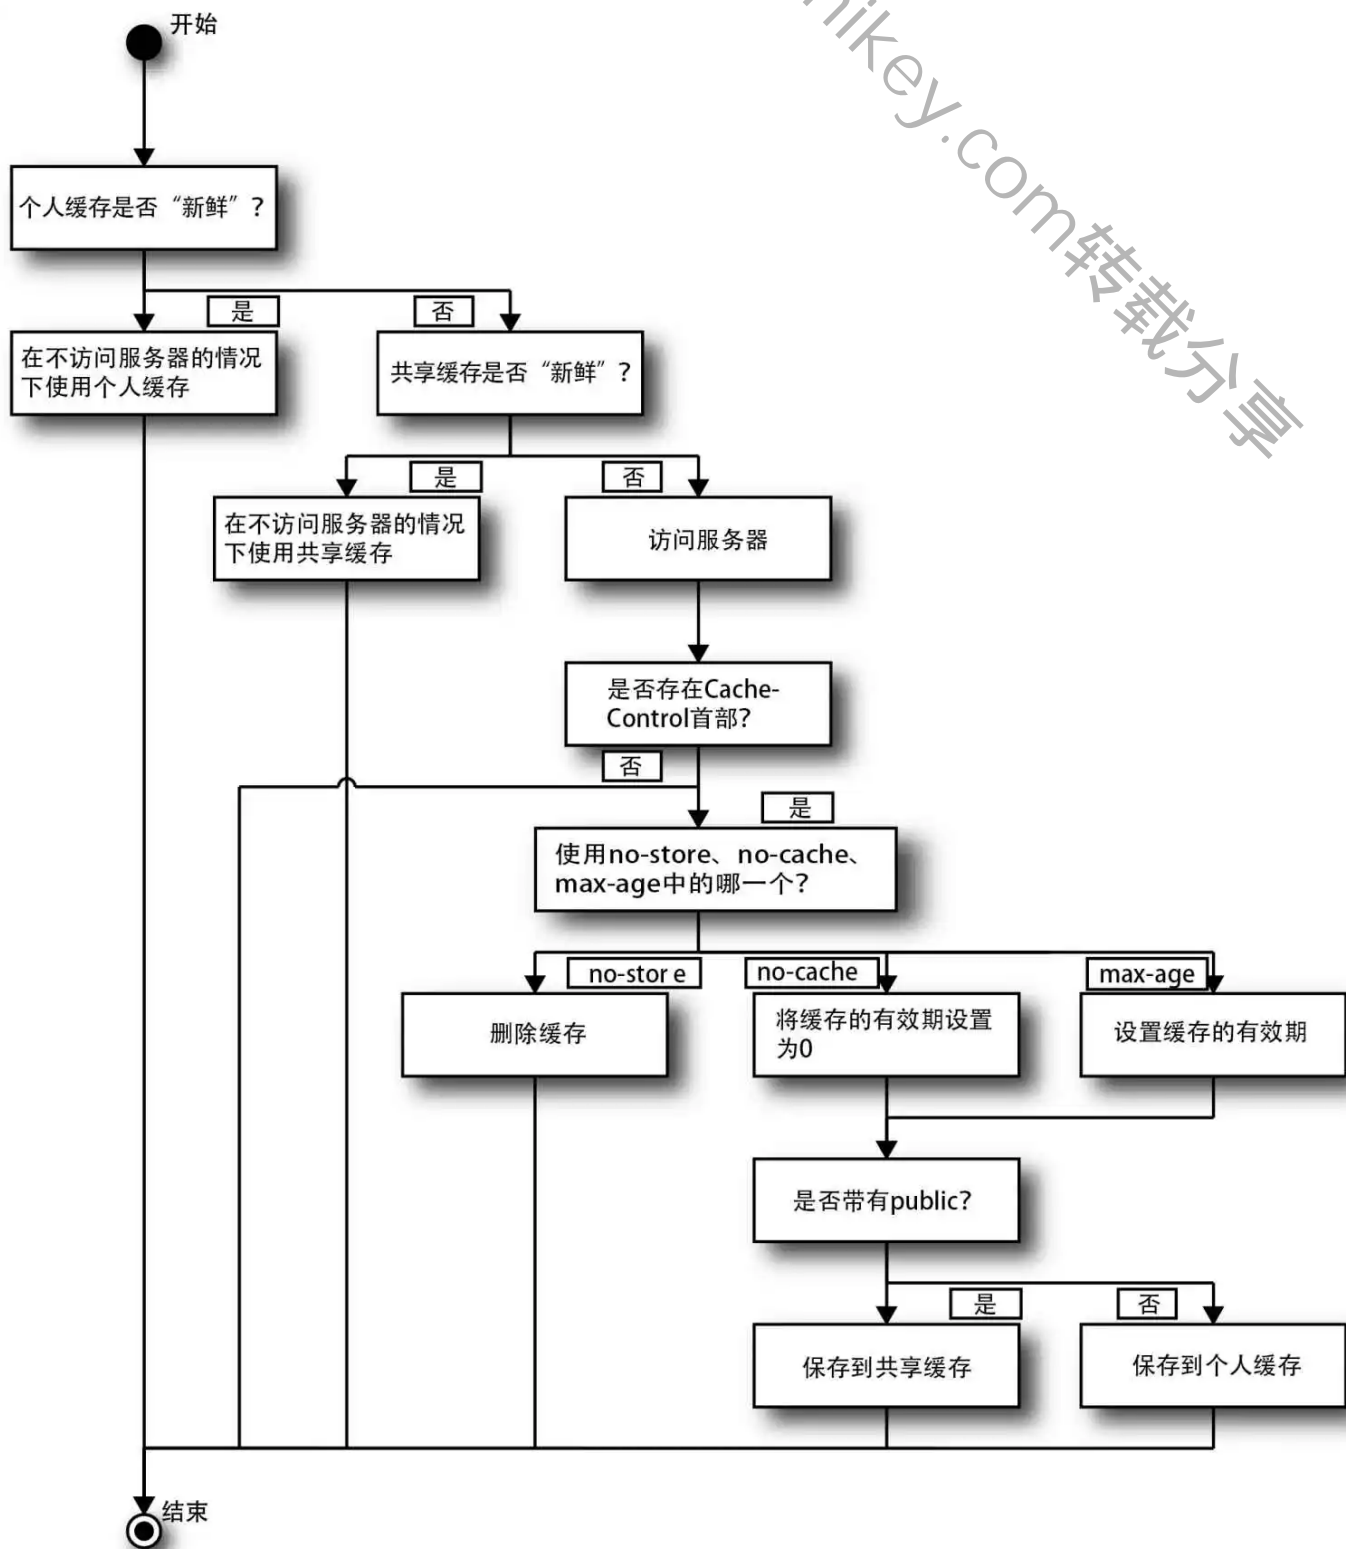 开始
个人缓存是否“新鲜”?
是
否
在不访问服务器的情况
下使用个人缓存
共享缓存是否“新鲜”?
是
否
在不访问服务器的情况
下使用共享缓存
访问服务器
是否存在Cache-
Control首部?
否
是
使用no-store、no-cache、
max-age中的哪一个?
no-store
no-cache
max-age
删除缓存
将缓存的有效期设置
为0
设置缓存的有效期
是否带有public?
是
否
保存到共享缓存
保存到个人缓存
结束
hikey.com转载分享